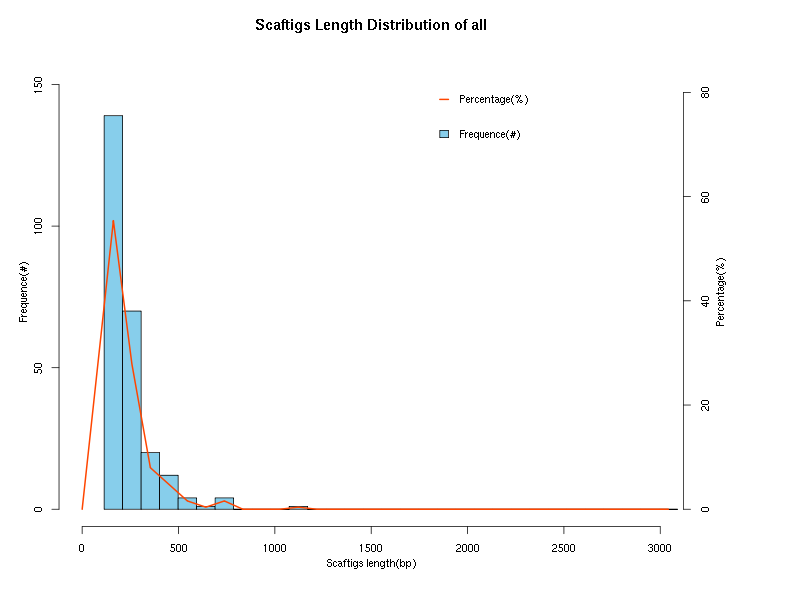 Scaftigs Length Distribution of all
Percentage(%)
Frequence(#)
150
100
50
0
Frequence(#)
80
60
40
20
0
Percentage(%)
0 500 1000 1500 2000 2500 3000
Scaftigs length(bp)